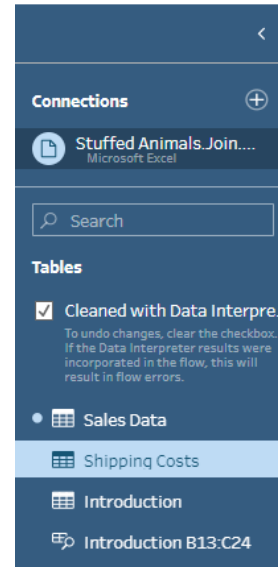 Connections
Stuffed Animals.Join....
Microsoft Excel
Search
Tables
Cleaned with Data Interpre.
To undo changes, clear the checkbox.
If the Data Interpreter results were
incorporated in the flow, this will
result in flow errors.
Sales Data
Shipping Costs
Introduction
Introduction B13:C24